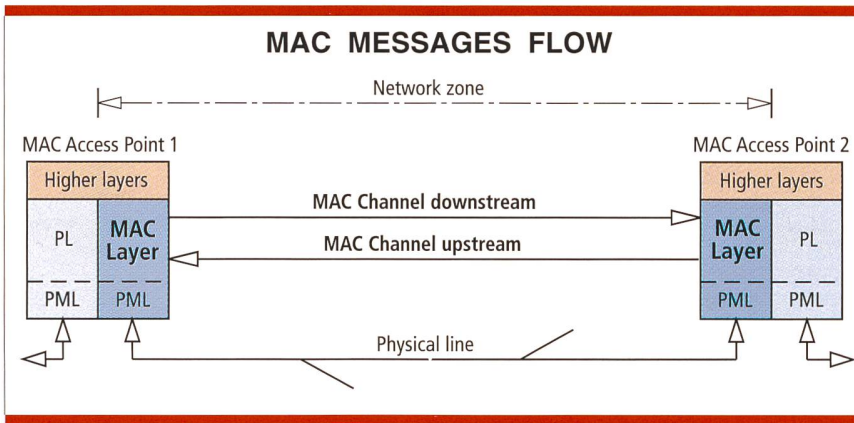 MAC MESSAGES FLOW
Network zone
MAC Access Point 1
MAC Access Point 2
Higher layers
Higher layers
MAC Channel downstream
PL
MAC
Layer
MAC Channel upstream
MAC
Layer
PL
PML
PML
PML
PML
Physical line